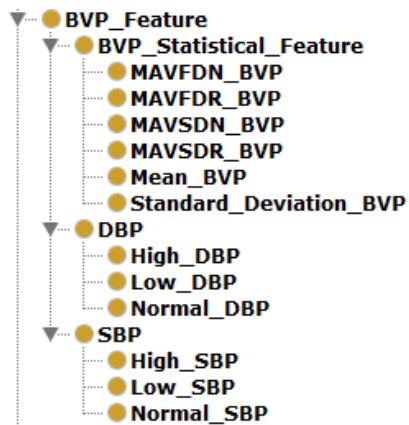 BVP_Feature
BVP_Statistical_Feature
MAVFDN_BVP
MAVFDR_BVP
MAVSDN_BVP
MAVSDR_BVP
Mean_BVP
Standard_Deviation_BVP
DBP
High_DBP
Low_DBP
Normal_DBP
SBP
High_SBP
Low_SBP
Normal_SBP